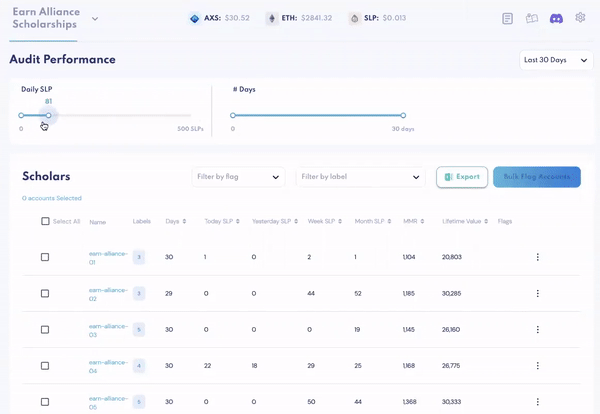 Earn Alliance
Scholarships
AXS: $30.52 ETH: $2841.32 SLP: $0.013
Audit Performance
Last 30 Days
Daily SLP # Days
81
0 500 SLPs 0 30 days
Scholars Filter by flag Filter by label Export Bulk Flag Accounts
0 accounts Selected
Select All Name Labels Days Today SLP Yesterday SLP Week SLP Month SLP MMR Lifetime Value Flags
earn-alliance-01 3 30 1 0 2 1 1,104 20,803
earn-alliance-02 3 29 0 0 44 52 1,185 30,285
earn-alliance-03 5 30 0 0 0 19 1,145 26,160
earn-alliance-04 4 30 22 18 29 25 1,168 26,775
earn-alliance-05 5 30 0 0 50 44 1,368 30,333